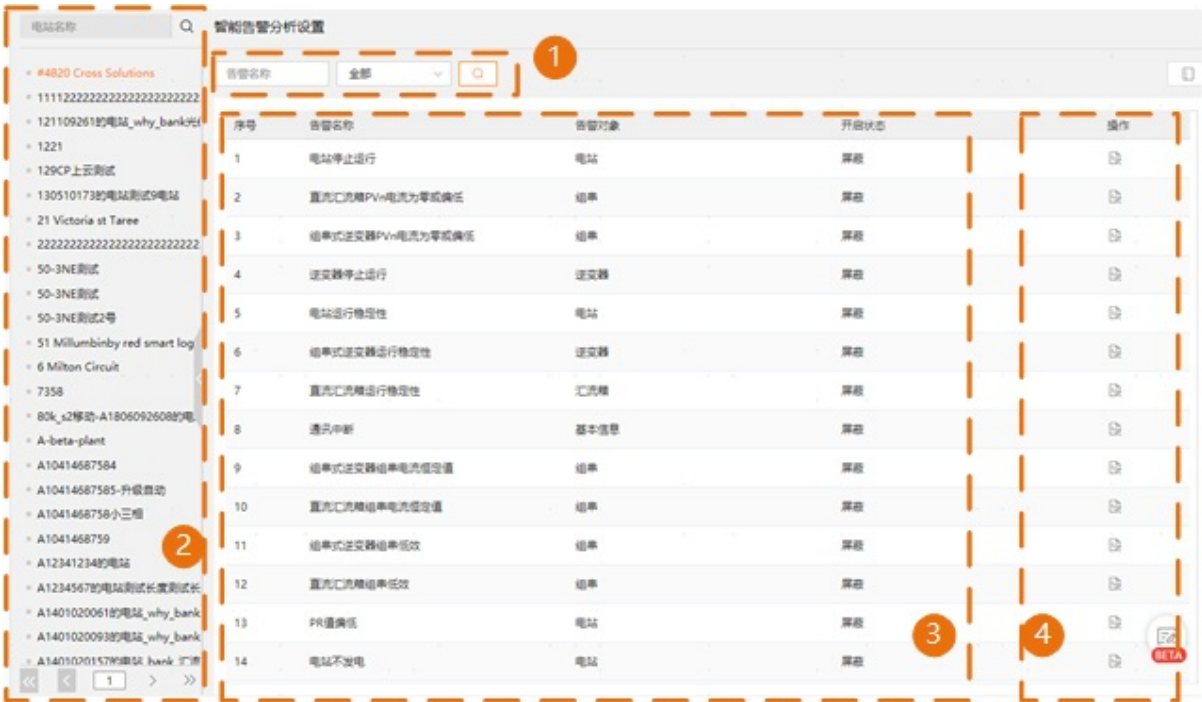 电站名称
智能告警分析设置
告警名称
全部
1
#4820 Cross Solutions
1111222222222222222222222
121109261的电站_why_bank光伏
1221
129CP上云测试
130510173的电站测试9电站
21 Victoria st Taree
2222222222222222222222222
50-3NE测试
50-3NE测试
50-3NE测试2号
51 Millumbinby red smart log
6 Milton Circuit
7358
80k_s2移动-A1806092608的电
A-beta-plant
A10414687584
A10414687585-升级自动
A1041468758小三相
A1041468759
A12341234的电站
A1234567的电站测试长度测试长
A1401020061的电站_why_bank
A1401020093的电站_why_bank
A1401020157的电站_bank_汇流
1
2
序号 告警名称 告警对象 开启状态 操作
1 电站停止运行 电站 屏蔽
2 直流汇流箱PVn电流为零或偏低 组串 屏蔽
3 组串式逆变器PVn电流为零或偏低 组串 屏蔽
4 逆变器停止运行 逆变器 屏蔽
5 电站运行稳定性 电站 屏蔽
6 组串式逆变器运行稳定性 逆变器 屏蔽
7 直流汇流箱运行稳定性 汇流箱 屏蔽
8 通讯中断 基本信息 屏蔽
9 组串式逆变器组串电流恒定值 组串 屏蔽
10 直流汇流箱组串电流恒定值 组串 屏蔽
11 组串式逆变器组串低效 组串 屏蔽
12 直流汇流箱组串低效 组串 屏蔽
13 PR值偏低 电站 屏蔽
14 电站不发电 电站 屏蔽
3
4
BETA